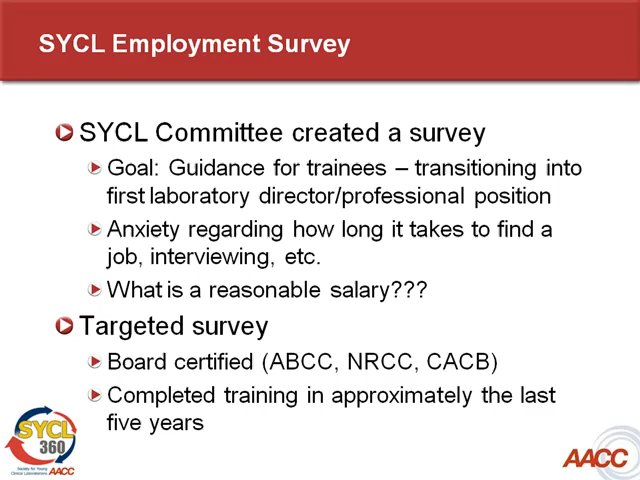 SYCL Employment Survey
SYCL Committee created a survey
Goal: Guidance for trainees – transitioning into
first laboratory director/professional position
Anxiety regarding how long it takes to find a
job, interviewing, etc.
What is a reasonable salary???
Targeted survey
Board certified (ABCC, NRCC, CACB)
Completed training in approximately the last
five years
SYCL
360
Society for Young
Clinical Laboratorians AACC
AACC